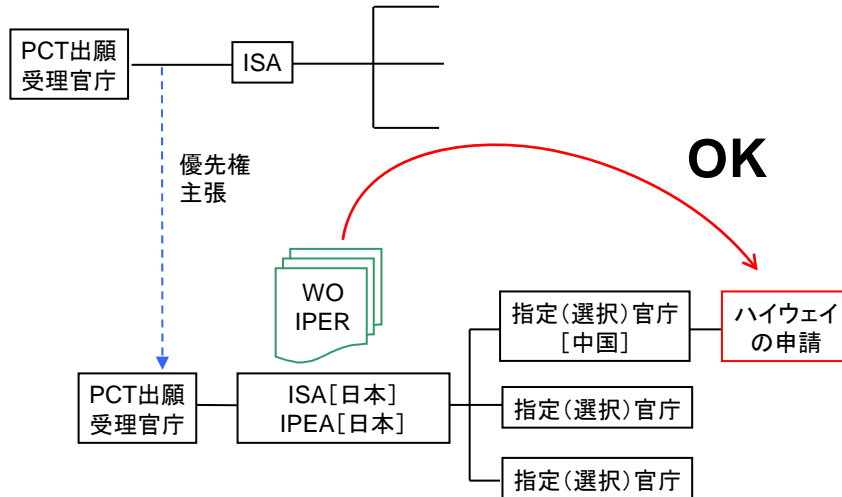 PCT出願
受理官庁
ISA
OK
優先権
主張
WO
IPER
指定(選択)官庁
[中国]
ハイウェイ
の申請
PCT出願
受理官庁
ISA[日本]
IPEA[日本]
指定(選択)官庁
指定(選択)官庁